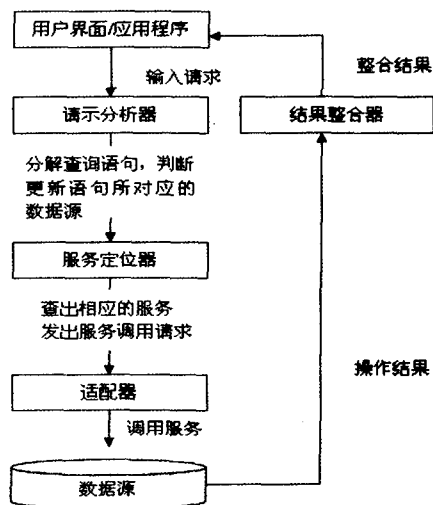 用户界面/应用程序
输入请求
整合结果
请示分析器
结果整合器
分解查询语句，判断
更新语句所对应的
数据源
服务定位器
查出相应的服务
发出服务调用请求
操作结果
适配器
调用服务
数据源